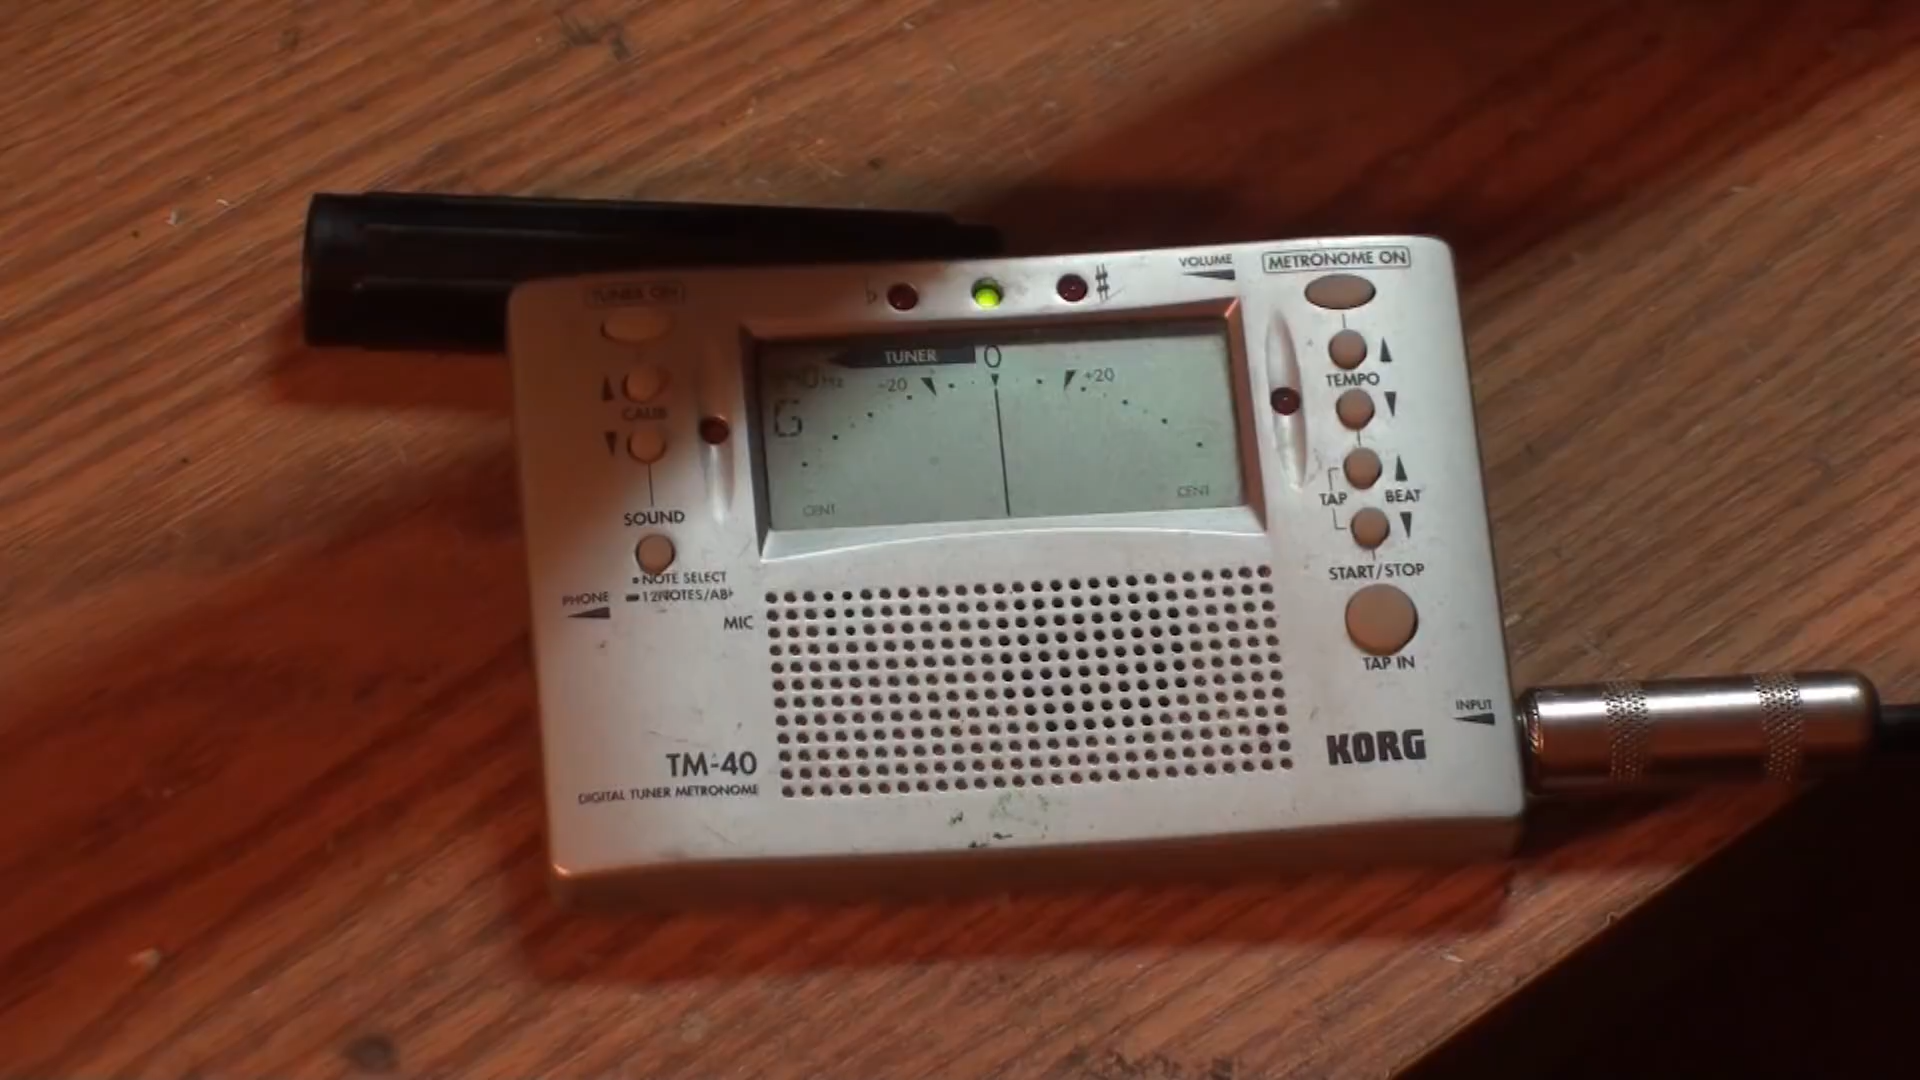 VOLUME
METRONOME ON
TUNER ON
♭
♯
TUNER
0
Hz
-20
+20
G
CENT
CENT
CALIB
SOUND
NOTE SELECT
12NOTES/AB♭
PHONE
MIC
TEMPO
TAP BEAT
START/STOP
TAP IN
INPUT
KORG
TM-40
DIGITAL TUNER METRONOME